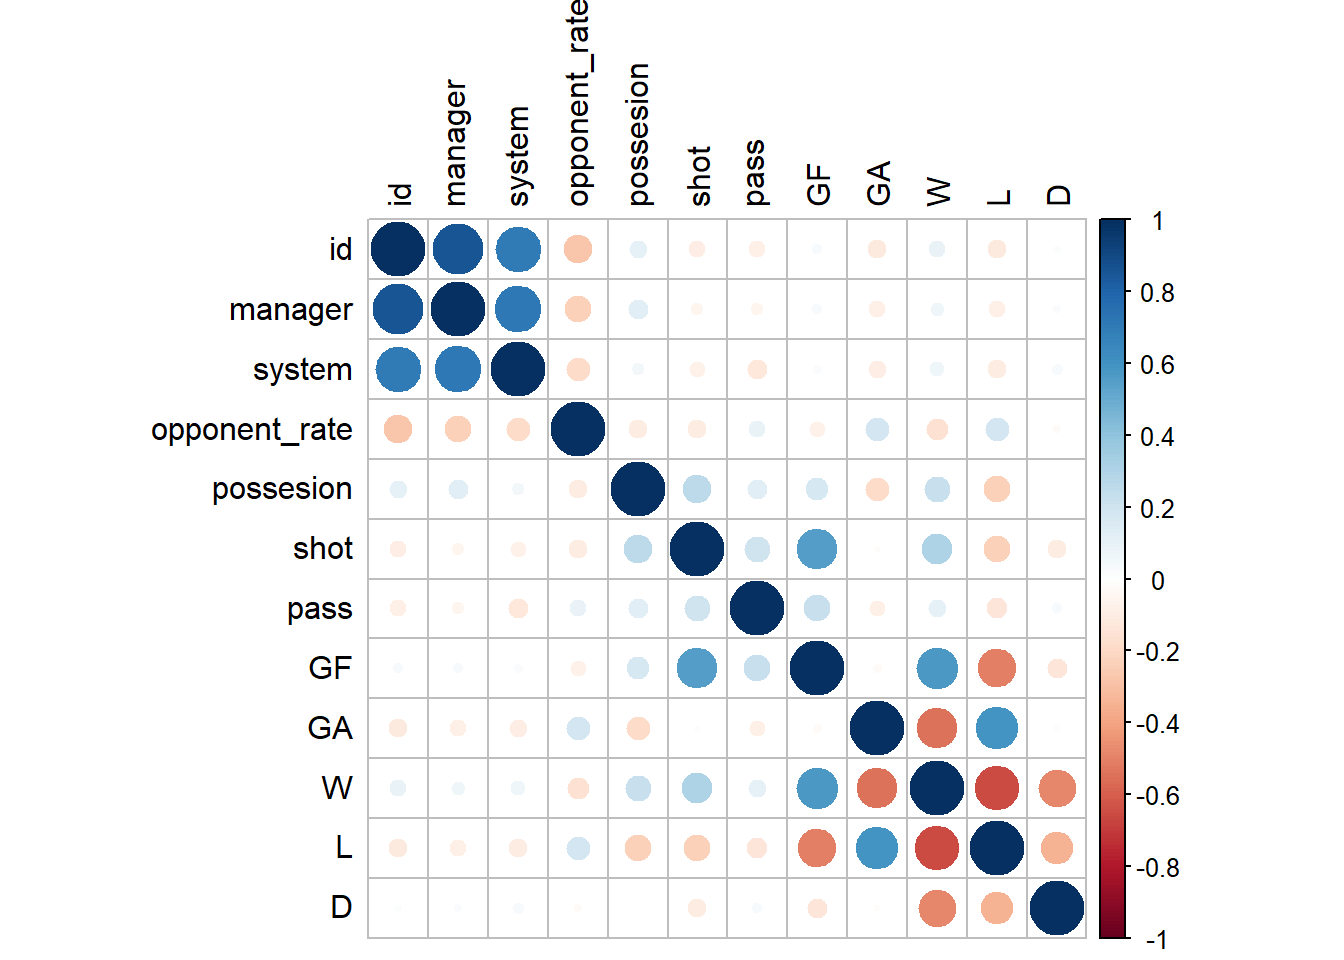 id
manager
system
opponent_rate
possesion
shot
pass
GF
GA
W
L
D
id
manager
system
opponent_rate
possesion
shot
pass
GF
GA
W
L
D
1
0.8
0.6
0.4
0.2
0
-0.2
-0.4
-0.6
-0.8
-1